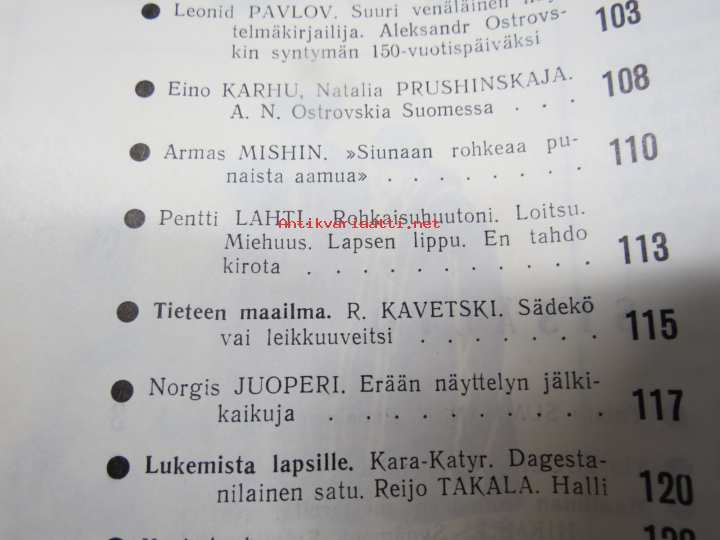 Leonid PAVLOV. Suuri venäläinen
telmäkirjailija. Aleksandr Ostrovs-
kin syntymän 150-vuotispäiväksi 103
Eino KARHU, Natalia PRUSHINSKAJA.
A. N. Ostrovskia Suomessa . . . 108
Armas MISHIN. »Siunaan rohkeaa pu-
naista aamua» . . . . . . . . 110
Pentti LAHTI. Rohkaisuhuutoni. Loitsu.
Antikvariaatti.net
Miehuus. Lapsen lippu. En tahdo
kirota . . . . . . . . . . . 113
Tieteen maailma. R. KAVETSKI. Sädekö
vai leikkuuveitsi . . . . . . . 115
Norgis JUOPERI. Erään näyttelyn jälki-
kaikuja . . . . . . . . . . 117
Lukemista lapsille. Kara-Katyr. Dagesta-
nilainen satu. Reijo TAKALA. Halli 120